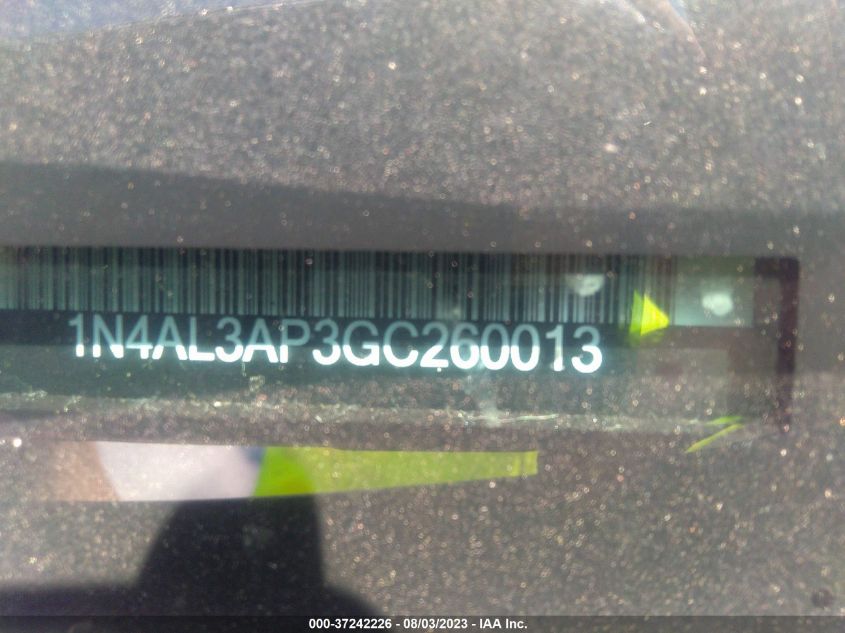 1N4AL3AP3GC260013
000-37242226 - 08/03/2023 - IAA Inc.